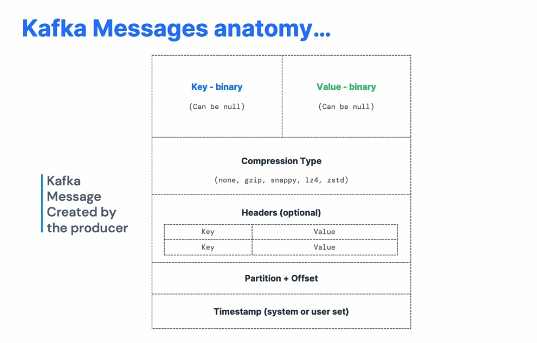 Kafka Messages anatomy...
Key - binary
(Can be null)
Value - binary
(Can be null)
Compression Type
(none, gzip, snappy, lz4, zstd)
Kafka
Message
Created by
the producer
Headers (optional)
Key Value
Key Value
Partition + Offset
Timestamp (system or user set)